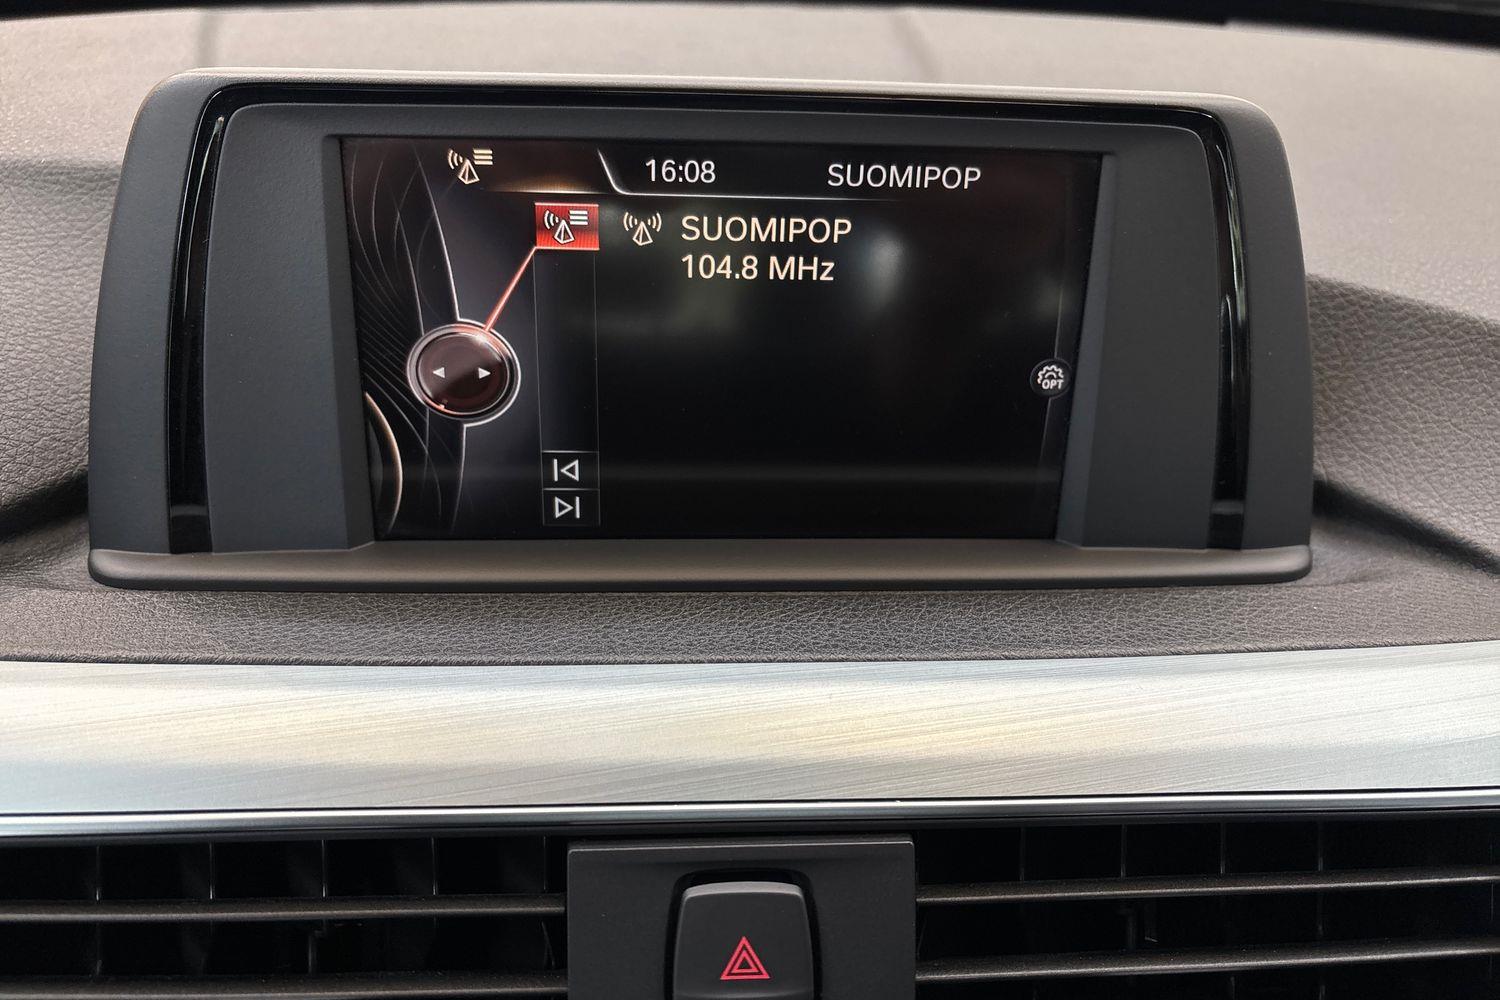 16:08 SUOMIPOP
SUOMIPOP
104.8 MHz
OPT